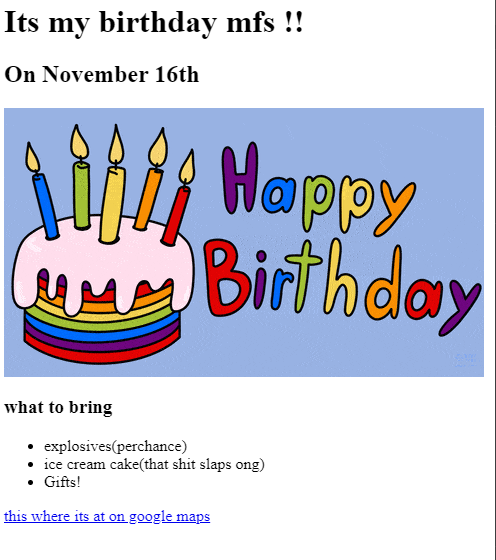 Its my birthday mfs !!
On November 16th
Happy
Birthday
what to bring
explosives(perchance)
ice cream cake(that shit slaps ong)
Gifts!
this where its at on google maps